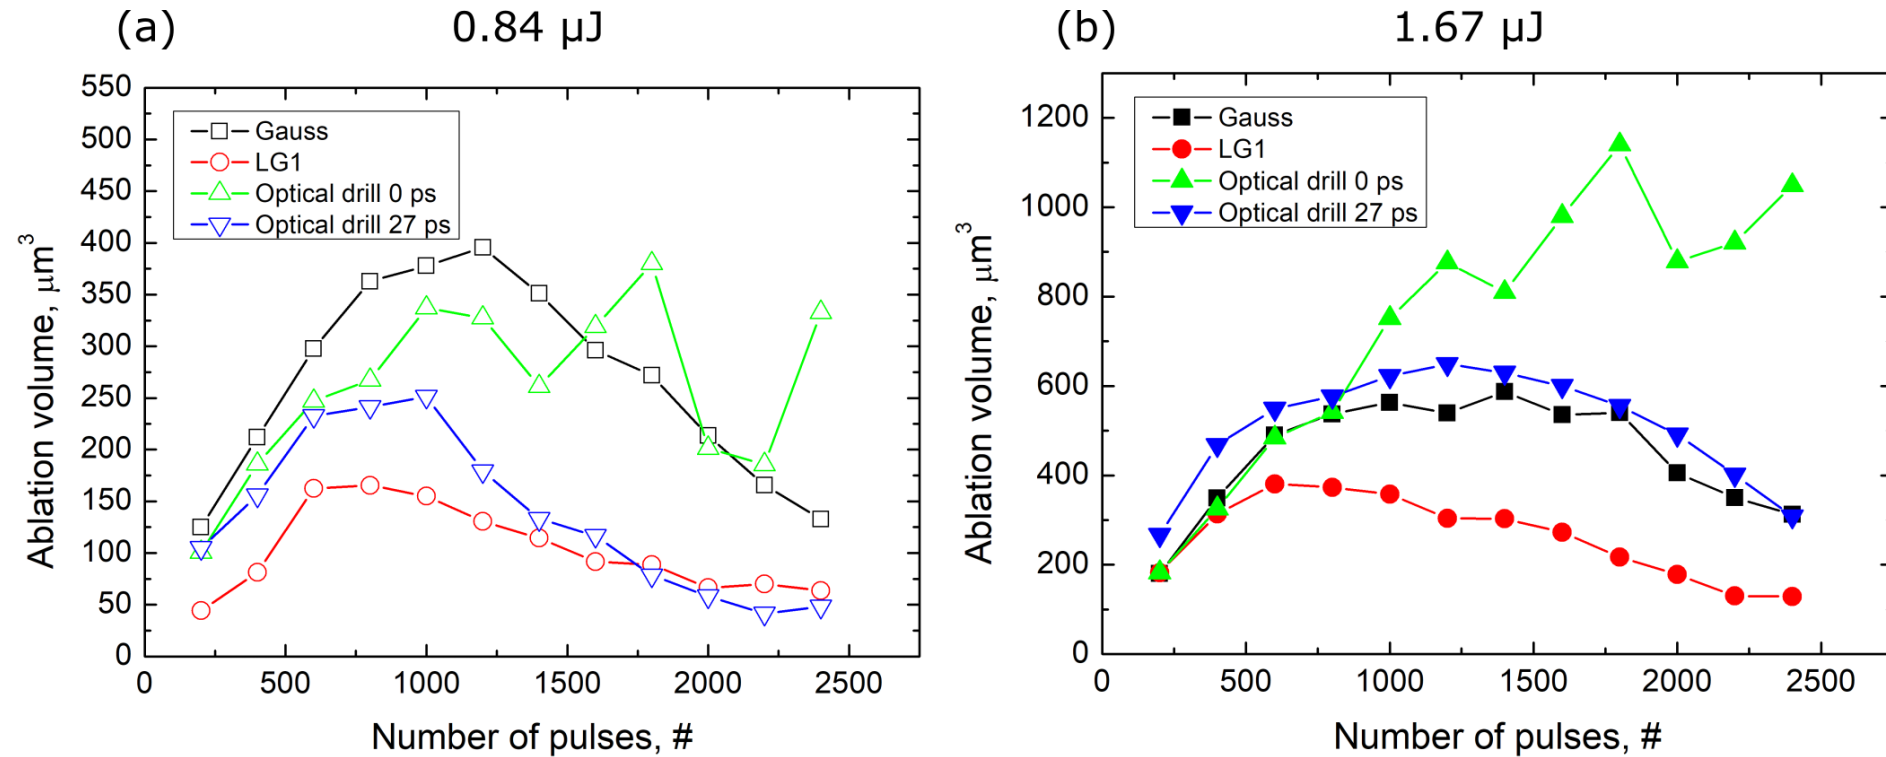 (a) 0.84 µJ
550
500
450
400
350
300
250
200
150
100
50
0
Ablation volume, μm³
Gauss
LG1
Optical drill 0 ps
Optical drill 27 ps
0 500 1000 1500 2000 2500
Number of pulses, #
(b) 1.67 µJ
1200
1000
800
600
400
200
0
Ablation volume, μm³
Gauss
LG1
Optical drill 0 ps
Optical drill 27 ps
0 500 1000 1500 2000 2500
Number of pulses, #